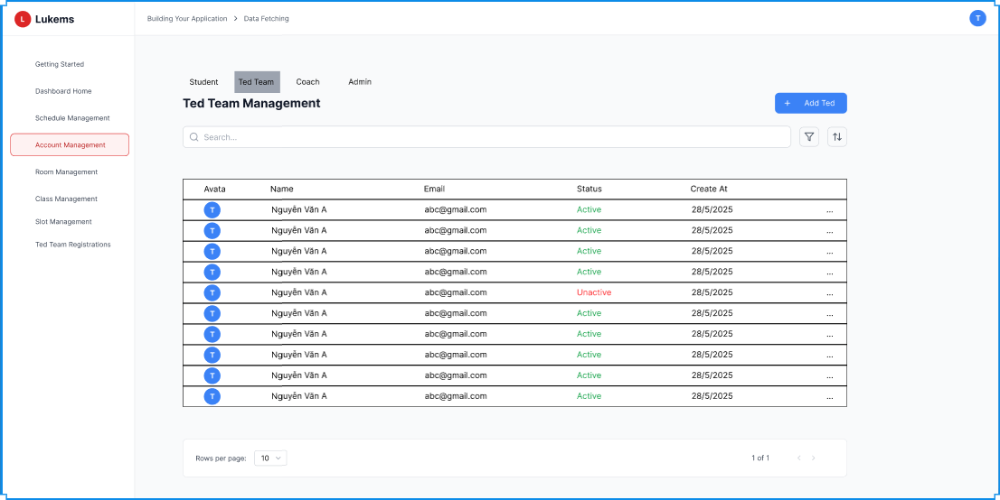 L Lukems
Building Your Application > Data Fetching
T
Getting Started
Dashboard Home
Schedule Management
Account Management
Room Management
Class Management
Slot Management
Ted Team Registrations
Student Ted Team Coach Admin
Ted Team Management
+ Add Ted
Search...
Avata Name Email Status Create At
T Nguyễn Văn A abc@gmail.com Active 28/5/2025 ...
T Nguyễn Văn A abc@gmail.com Active 28/5/2025 ...
T Nguyễn Văn A abc@gmail.com Active 28/5/2025 ...
T Nguyễn Văn A abc@gmail.com Active 28/5/2025 ...
T Nguyễn Văn A abc@gmail.com Unactive 28/5/2025 ...
T Nguyễn Văn A abc@gmail.com Active 28/5/2025 ...
T Nguyễn Văn A abc@gmail.com Active 28/5/2025 ...
T Nguyễn Văn A abc@gmail.com Active 28/5/2025 ...
T Nguyễn Văn A abc@gmail.com Active 28/5/2025 ...
T Nguyễn Văn A abc@gmail.com Active 28/5/2025 ...
Rows per page: 10 1 of 1